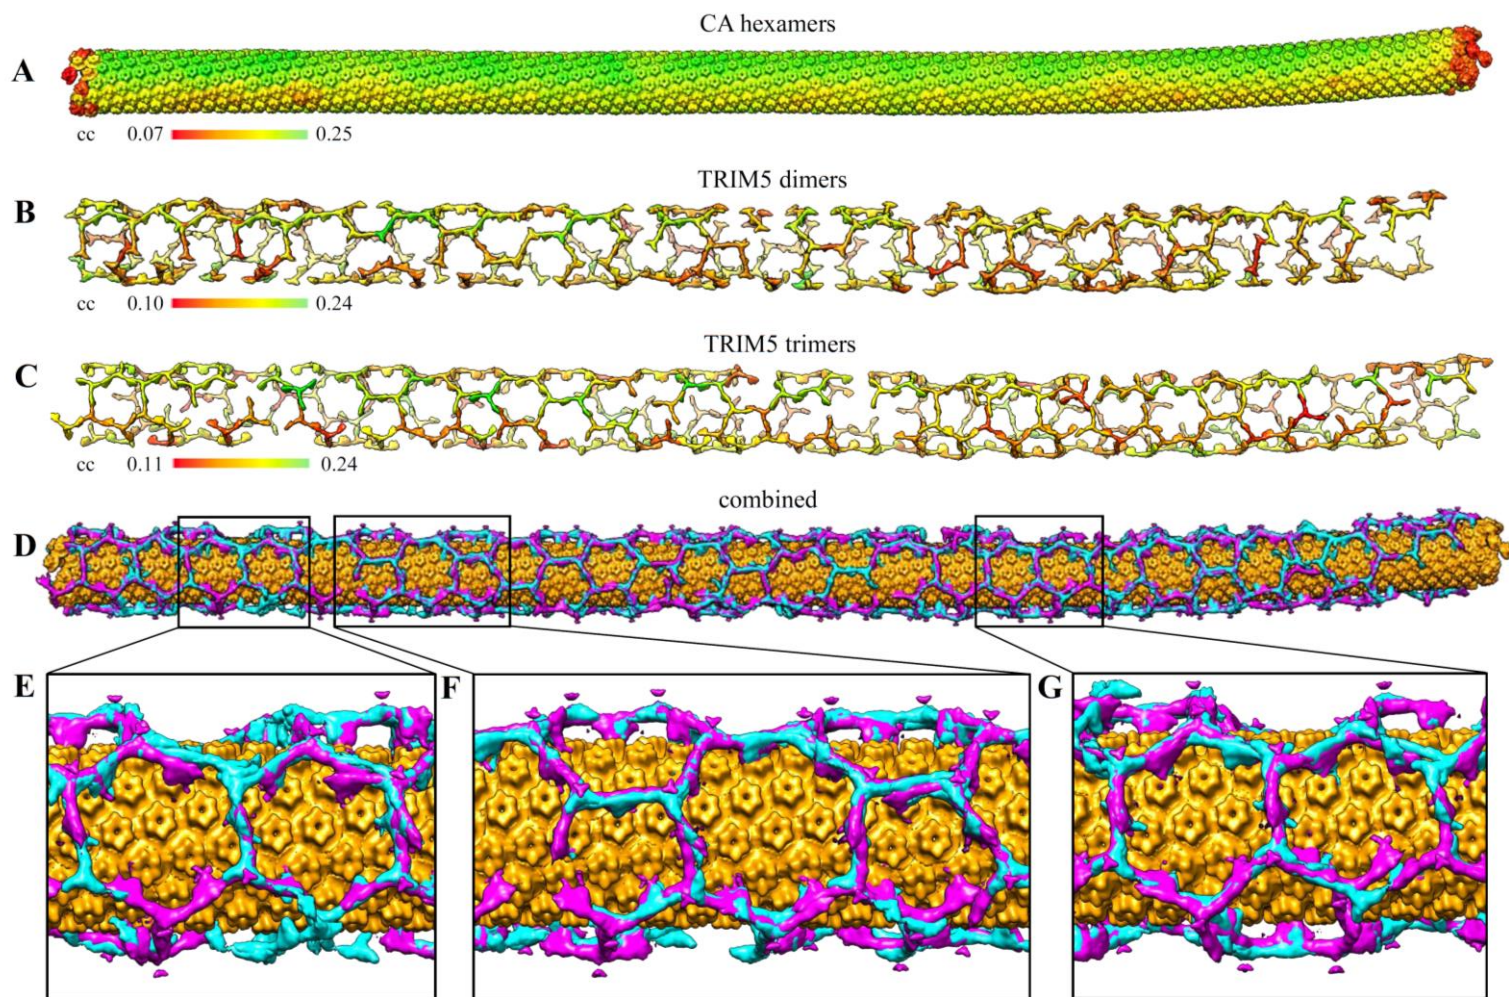 CA hexamers
A
cc 0.07 0.25
TRIM5 dimers
B
cc 0.10 0.24
TRIM5 trimers
C
cc 0.11 0.24
combined
D
E F G